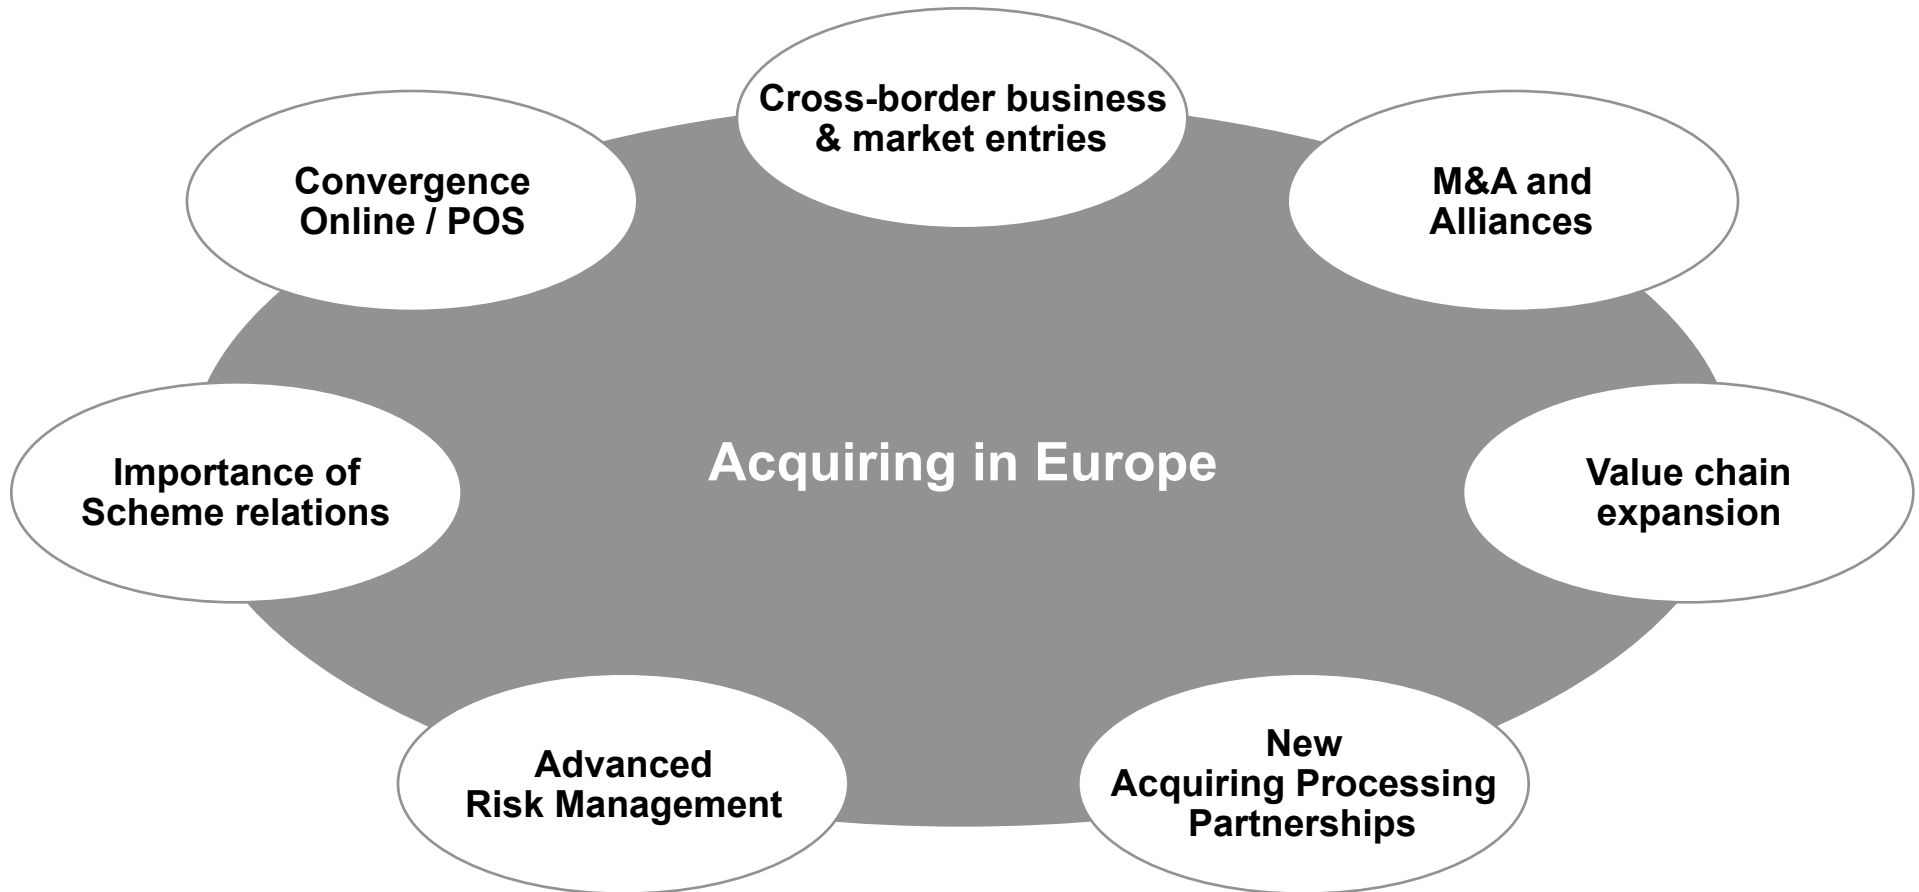 Cross-border business
& market entries
Convergence
Online / POS
M&A and
Alliances
Acquiring in Europe
Importance of
Scheme relations
Value chain
expansion
Advanced
Risk Management
New
Acquiring Processing
Partnerships